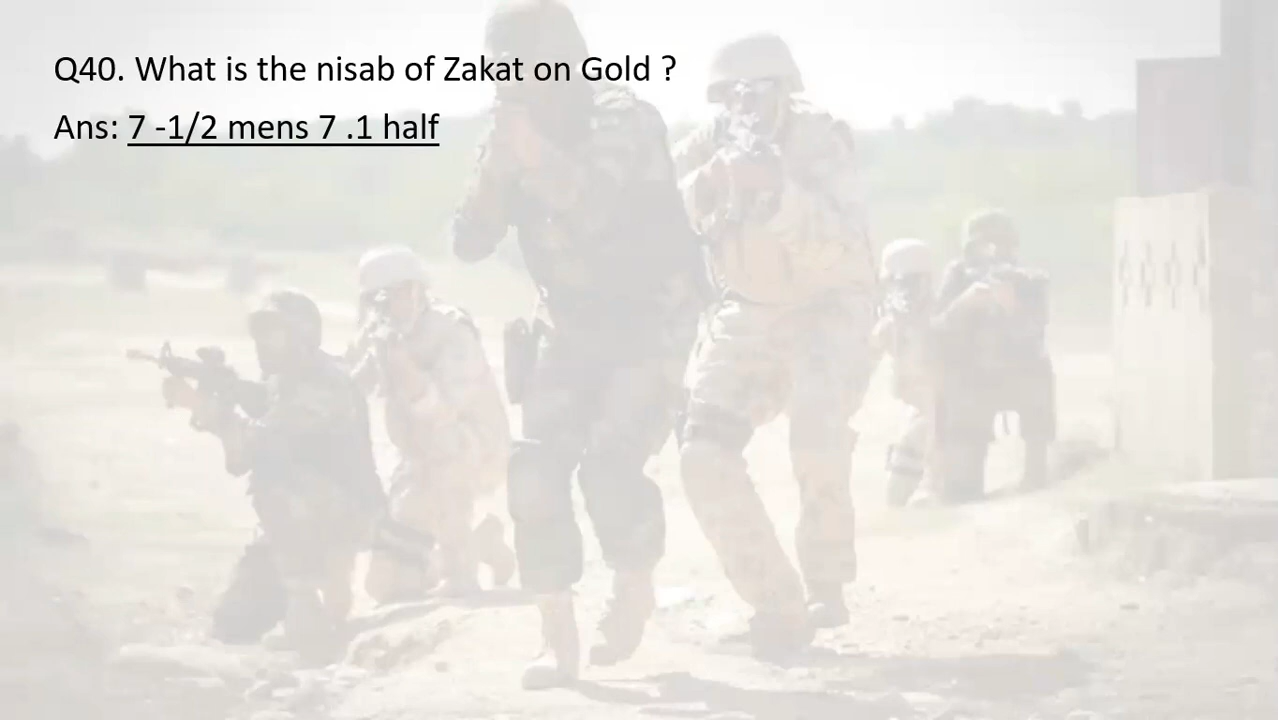 Q40. What is the nisab of Zakat on Gold ?
Ans: 7 -1/2 mens 7 .1 half